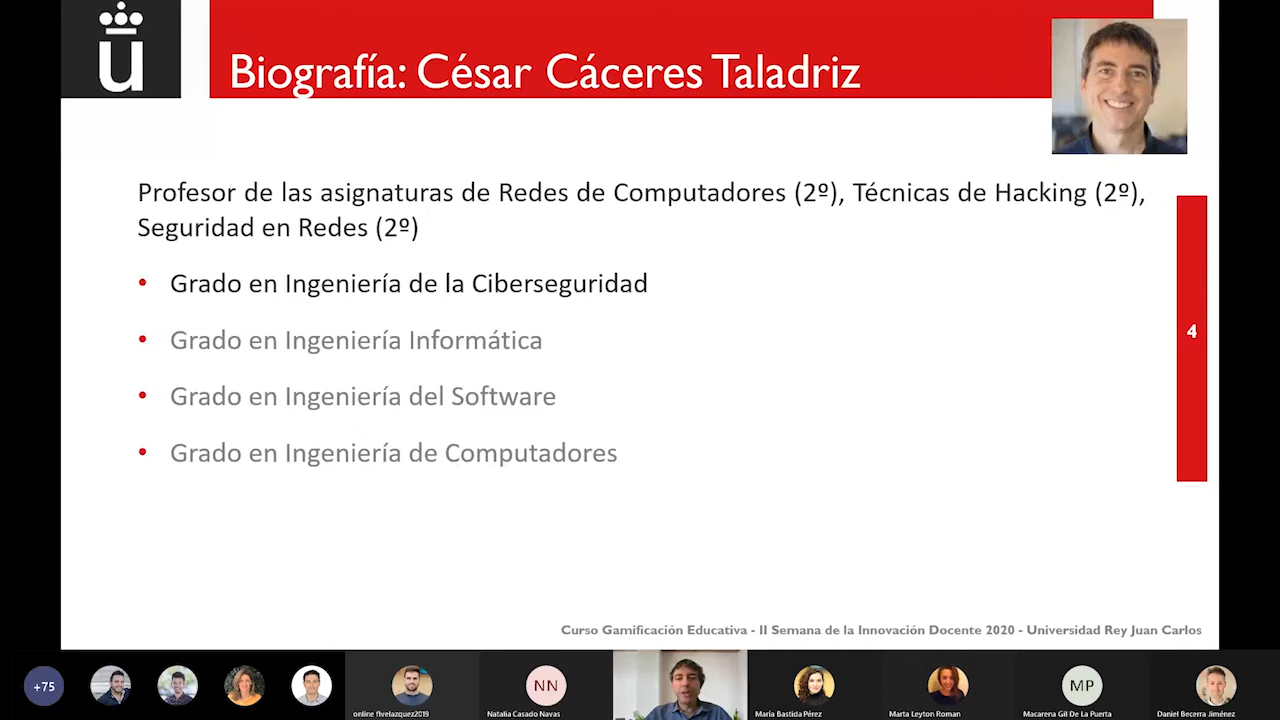 Biografía: César Cáceres Taladriz
Profesor de las asignaturas de Redes de Computadores (2º), Técnicas de Hacking (2º),
Seguridad en Redes (2º)
• Grado en Ingeniería de la Ciberseguridad
• Grado en Ingeniería Informática
• Grado en Ingeniería del Software
• Grado en Ingeniería de Computadores
4
Curso Gamificación Educativa - II Semana de la Innovación Docente 2020 - Universidad Rey Juan Carlos
+75
NN
MP
online flvelazquez2019
Natalia Casado Navas
María Bastida Pérez
Marta Leyton Roman
Macarena Gil De La Puerta
Daniel Becerra Jiménez